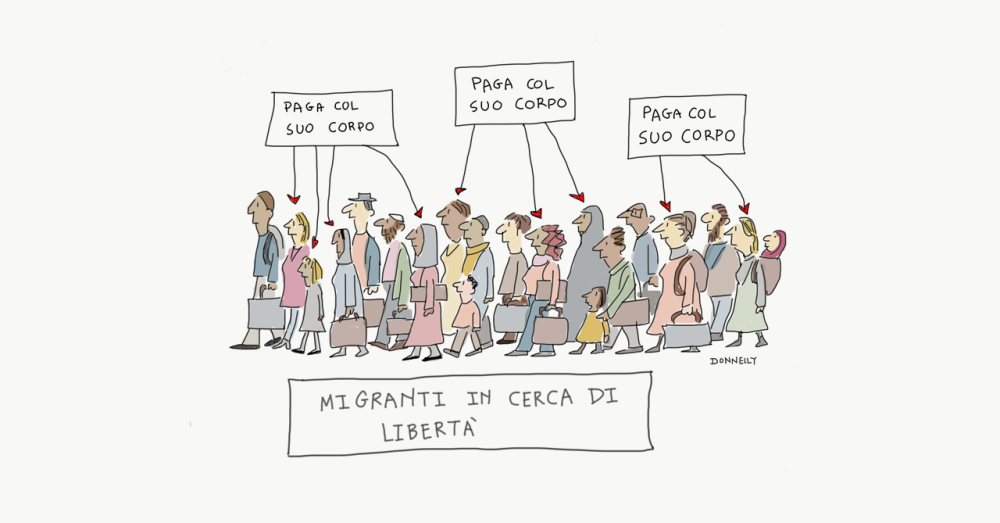 PAGA COL
SUO CORPO
PAGA COL
SUO CORPO
PAGA COL
SUO CORPO
DONNELLY
MIGRANTI IN CERCA DI
LIBERTÀ